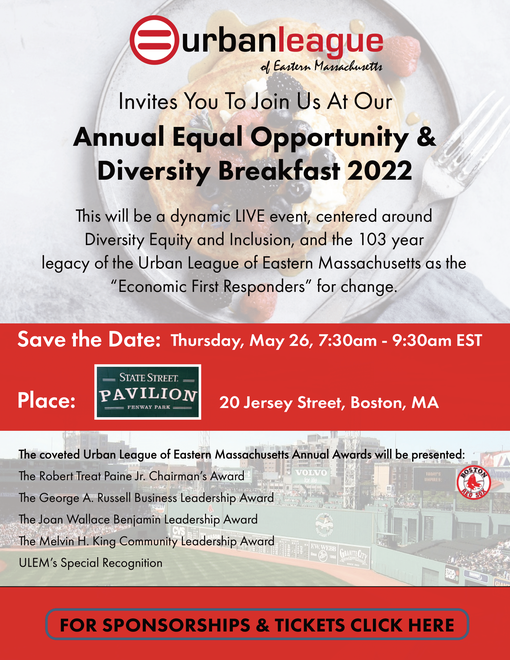 urbanleague
of Eastern Massachusetts
Invites You To Join Us At Our
Annual Equal Opportunity &
Diversity Breakfast 2022
This will be a dynamic LIVE event, centered around
Diversity Equity and Inclusion, and the 103 year
legacy of the Urban League of Eastern Massachusetts as the
“Economic First Responders” for change.
Save the Date: Thursday, May 26, 7:30am - 9:30am EST
Place:
STATE STREET
PAVILION
FENWAY PARK
20 Jersey Street, Boston, MA
The coveted Urban League of Eastern Massachusetts Annual Awards will be presented:
The Robert Treat Paine Jr. Chairman’s Award
The George A. Russell Business Leadership Award
The Joan Wallace Benjamin Leadership Award
The Melvin H. King Community Leadership Award
ULEM’s Special Recognition
VOLVO
BOSTON
RED SOX
FOR SPONSORSHIPS & TICKETS CLICK HERE